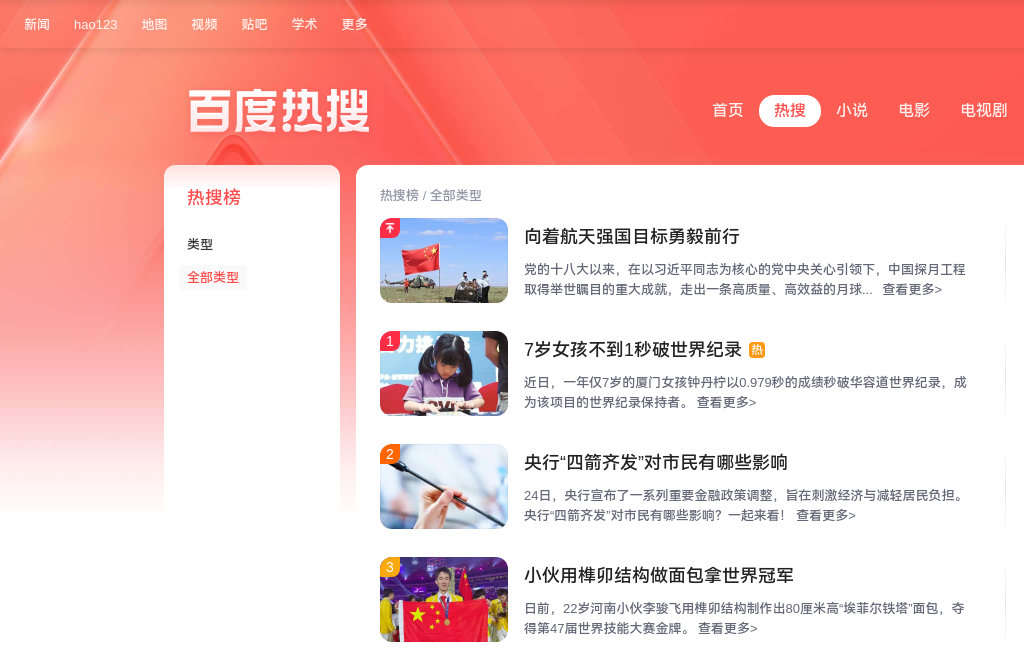 新闻 hao123 地图 视频 贴吧 学术 更多
百度热搜
首页 热搜 小说 电影 电视剧
热搜榜
类型
全部类型
热搜榜 / 全部类型
向着航天强国目标勇毅前行
党的十八大以来，在以习近平同志为核心的党中央关心引领下，中国探月工程
取得举世瞩目的重大成就，走出一条高质量、高效益的月球... 查看更多>
1
7岁女孩不到1秒破世界纪录 热
近日，一年仅7岁的厦门女孩钟丹柠以0.979秒的成绩秒破华容道世界纪录，成
为该项目的世界纪录保持者。 查看更多>
2
央行“四箭齐发”对市民有哪些影响
24日，央行宣布了一系列重要金融政策调整，旨在刺激经济与减轻居民负担。
央行“四箭齐发”对市民有哪些影响？一起来看！ 查看更多>
3
小伙用榫卯结构做面包拿世界冠军
日前，22岁河南小伙李骏飞用榫卯结构制作出80厘米高“埃菲尔铁塔”面包，夺
得第47届世界技能大赛金牌。 查看更多>